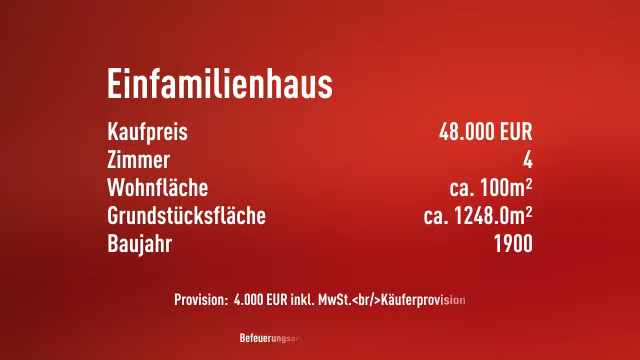 Einfamilienhaus
Kaufpreis 48.000 EUR
Zimmer 4
Wohnfläche ca. 100m²
Grundstücksfläche ca. 1248.0m²
Baujahr 1900
Provision: 4.000 EUR inkl. MwSt.<br/>Käuferprovision